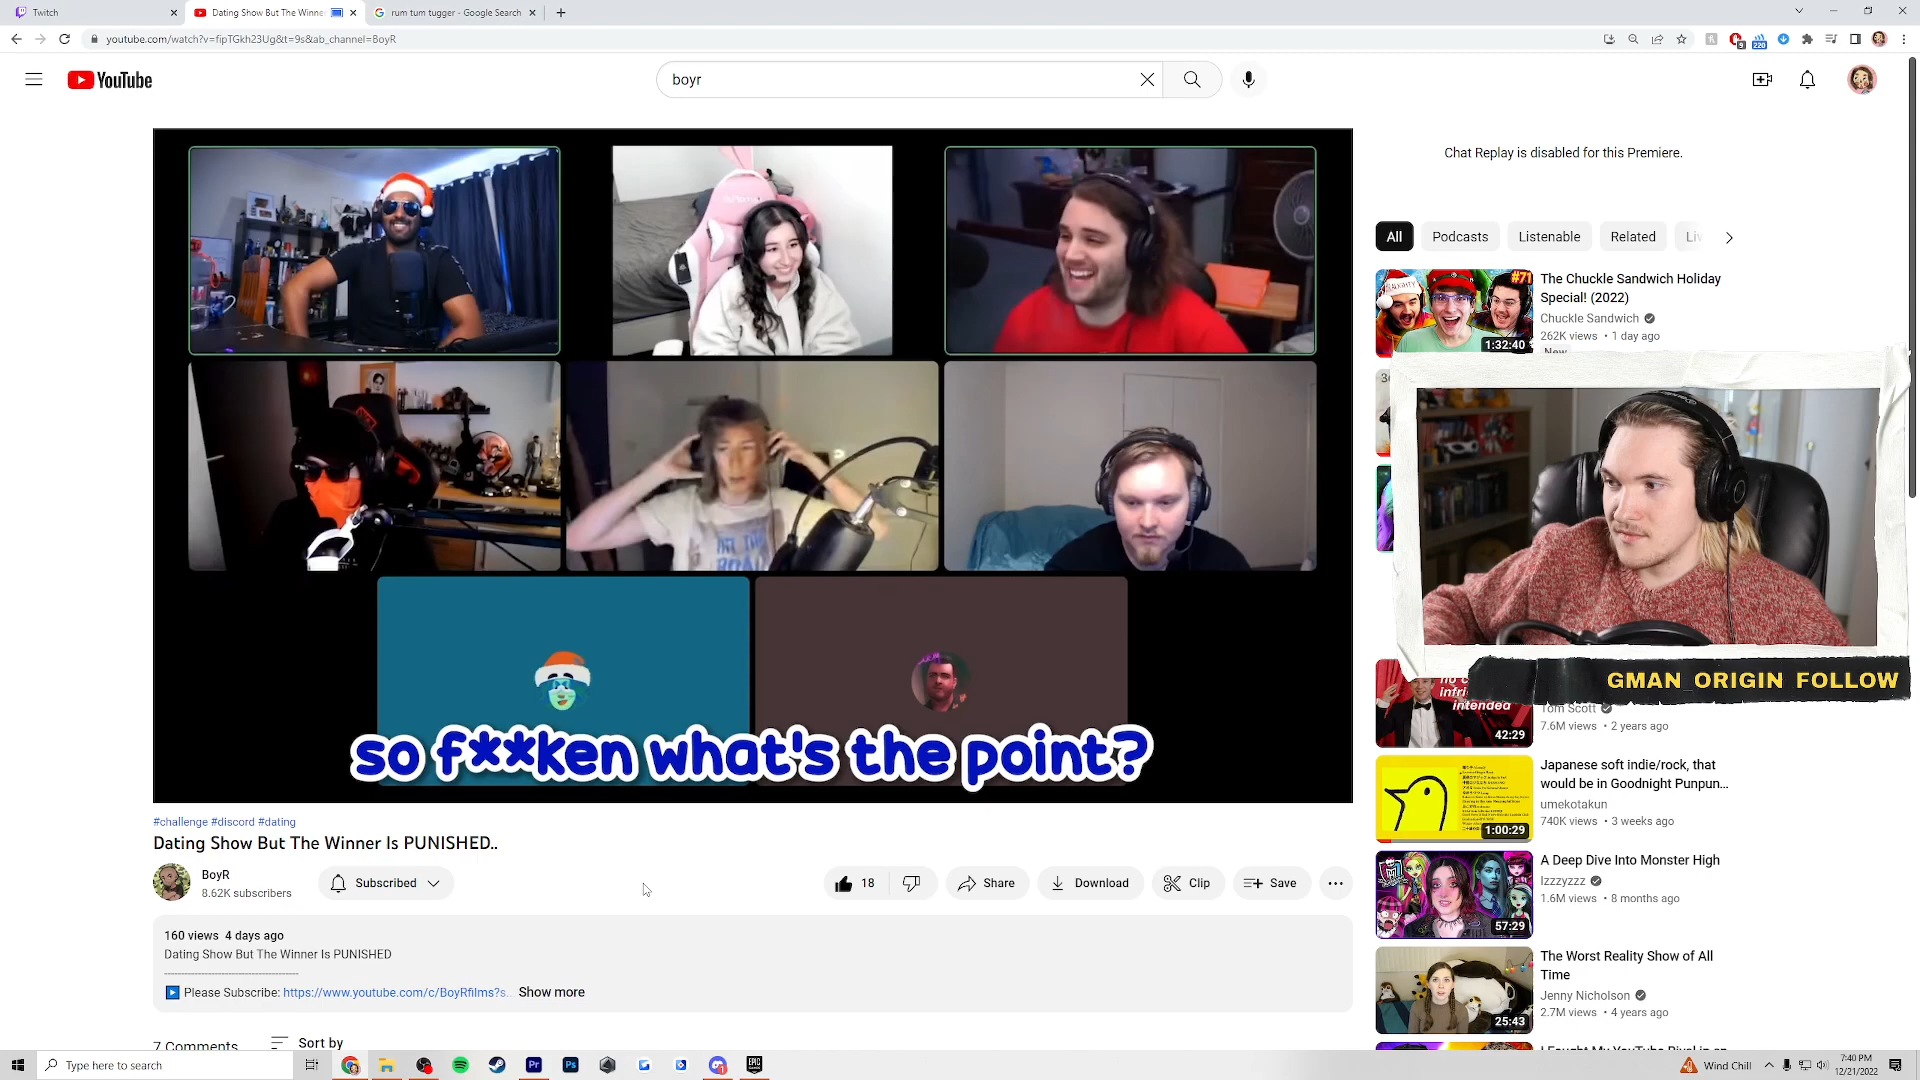 Twitch
Dating Show But The Winne
rum tum tugger - Google Search
youtube.com/watch?v=fipTGkh23Ug&t=9s&ab_channel=BoyR
9
220
YouTube
boyr
Chat Replay is disabled for this Premiere.
All
Podcasts
Listenable
Related
Liv
#71
1:32:40
The Chuckle Sandwich Holiday
Special! (2022)
Chuckle Sandwich
262K views • 1 day ago
New
GMAN_ORIGIN FOLLOW
intended
42:29
Tom Scott
7.6M views • 2 years ago
1:00:29
Japanese soft indie/rock, that
would be in Goodnight Punpun...
umekotakun
740K views • 3 weeks ago
57:29
A Deep Dive Into Monster High
Izzzyzzz
1.6M views • 8 months ago
25:43
The Worst Reality Show of All
Time
Jenny Nicholson
2.7M views • 4 years ago
so f**ken what's the point?
#challenge #discord #dating
Dating Show But The Winner Is PUNISHED..
BoyR
8.62K subscribers
Subscribed
18
Share
Download
Clip
Save
160 views 4 days ago
Dating Show But The Winner Is PUNISHED
----------------------------------------
Please Subscribe: https://www.youtube.com/c/BoyRfilms?s... Show more
7 Comments
Sort by
Type here to search
Pr
Ps
EPIC
Wind Chill
7:40 PM
12/21/2022